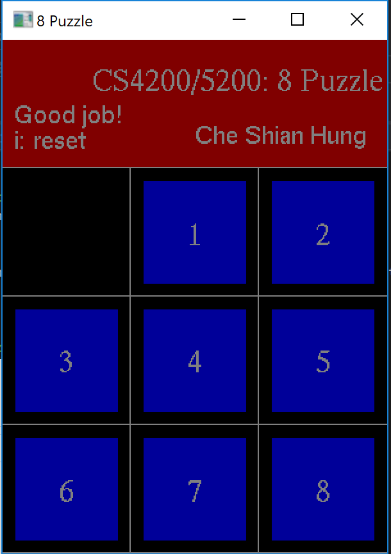 8 Puzzle
CS4200/5200: 8 Puzzle
Good job!
i: reset
Che Shian Hung
1 2
3 4 5
6 7 8